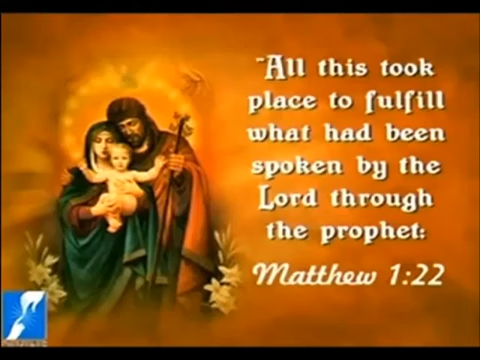 "All this took
place to fulfill
what had been
spoken by the
Lord through
the prophet:
Matthew 1:22